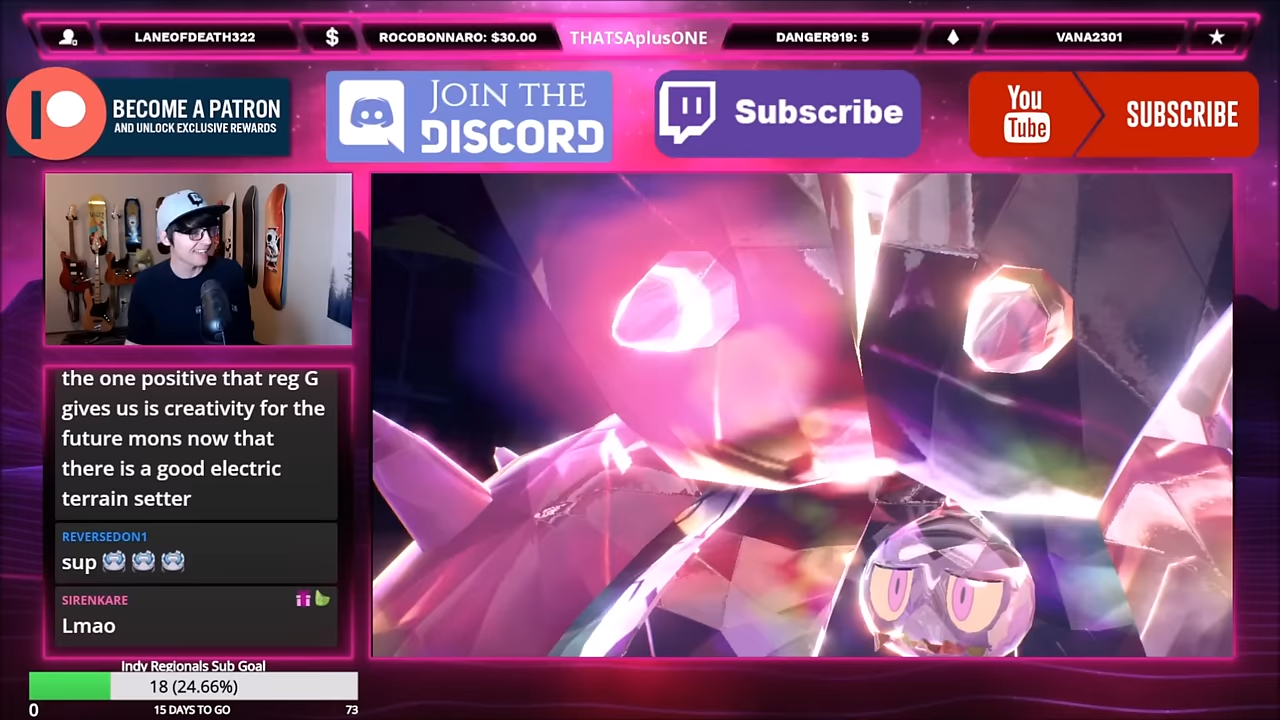 LANEOFDEATH322
$
ROCOBONNARO: $30.00
THATSAplusONE
DANGER919: 5
VANA2301
BECOME A PATRON
AND UNLOCK EXCLUSIVE REWARDS
JOIN THE
DISCORD
Subscribe
You
Tube
SUBSCRIBE
the one positive that reg G
gives us is creativity for the
future mons now that
there is a good electric
terrain setter
REVERSEDON1
sup
SIRENKARE
Lmao
Indy Regionals Sub Goal
18 (24.66%)
0
15 DAYS TO GO
73